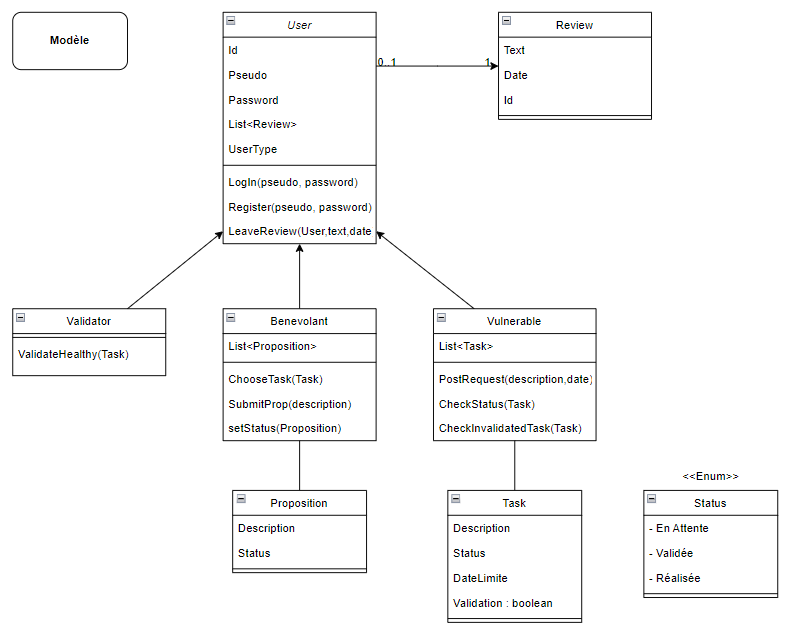 Modèle
User
Id
Pseudo
Password
List<Review>
UserType
LogIn(pseudo, password)
Register(pseudo, password)
LeaveReview(User,text,date
0..1
1
Review
Text
Date
Id
Validator
ValidateHealthy(Task)
Benevolant
List<Proposition>
ChooseTask(Task)
SubmitProp(description)
setStatus(Proposition)
Vulnerable
List<Task>
PostRequest(description,date)
CheckStatus(Task)
CheckInvalidatedTask(Task)
Proposition
Description
Status
Task
Description
Status
DateLimite
Validation : boolean
<<Enum>>
Status
- En Attente
- Validée
- Réalisée